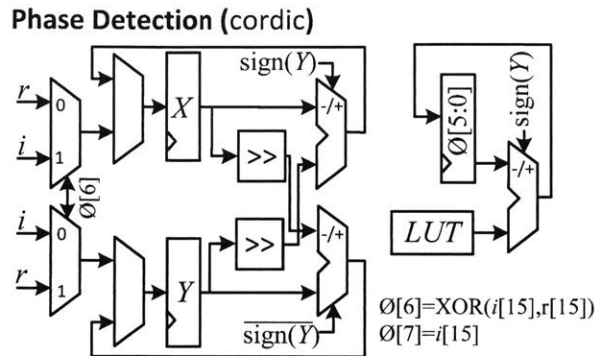 Phase Detection (cordic)
sign(Y)
r
0
i
1
X
>>
-/+
Ø[6]
Ø[5:0]
sign(Y)
-/+
LUT
i
0
r
1
Y
>>
-/+
sign(Y)
Ø[6]=XOR(i[15],r[15])
Ø[7]=i[15]